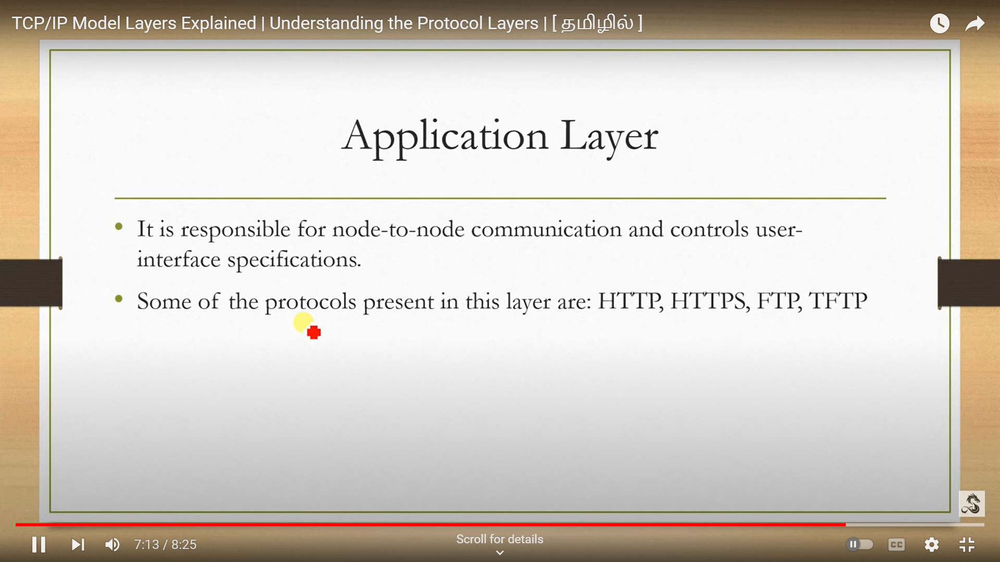 TCP/IP Model Layers Explained | Understanding the Protocol Layers | [ தமிழில் ]
Application Layer
• It is responsible for node-to-node communication and controls user-
interface specifications.
• Some of the protocols present in this layer are: HTTP, HTTPS, FTP, TFTP
Scroll for details
7:13 / 8:25
CC